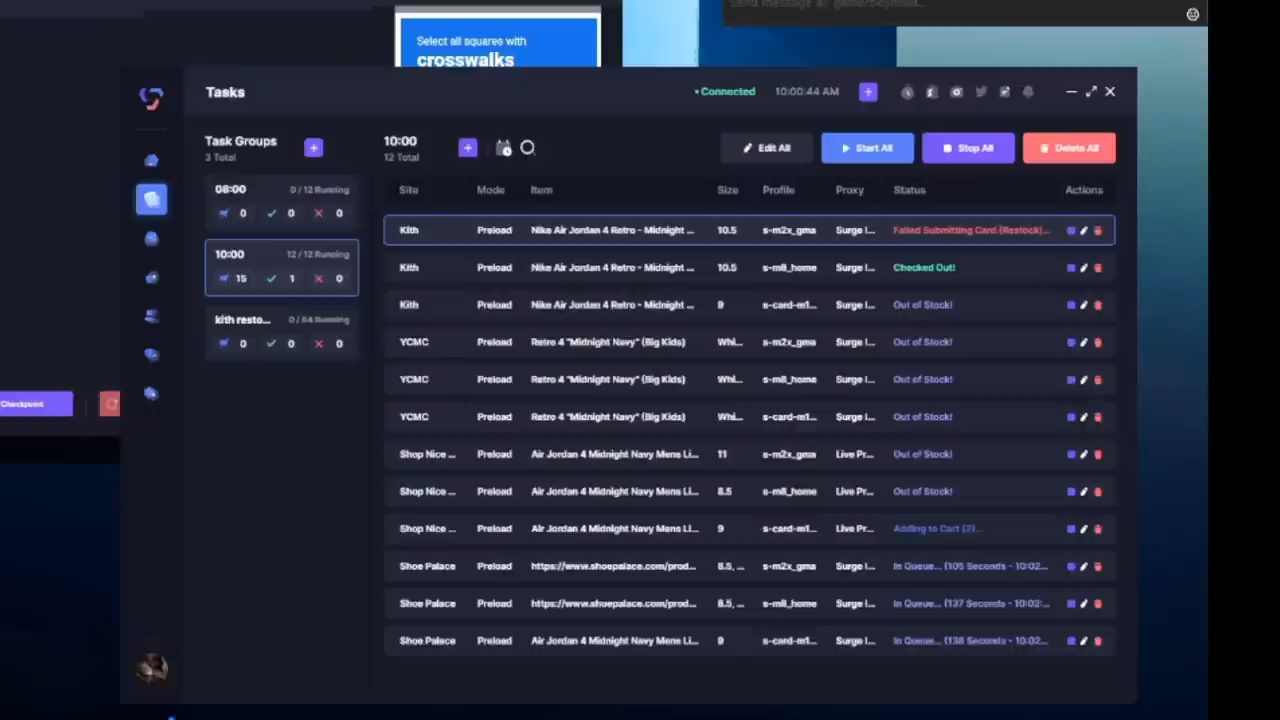 Select all squares with
crosswalks
Tasks
Connected
10:00:44 AM
Task Groups
3 Total
10:00
12 Total
Edit All
Start All
Stop All
Delete All
08:00 0 / 12 Running
0 0 0
10:00 12 / 12 Running
15 1 0
kith resto... 0 / 84 Running
0 0 0
Site Mode Item Size Profile Proxy Status Actions
Kith Preload Nike Air Jordan 4 Retro - Midnight ... 10.5 s-m2x_gma Surge I... Failed Submitting Card (Restock)...
Kith Preload Nike Air Jordan 4 Retro - Midnight ... 10.5 s-m8_home Surge I... Checked Out!
Kith Preload Nike Air Jordan 4 Retro - Midnight ... 9 s-card-m1... Surge I... Out of Stock!
YCMC Preload Retro 4 "Midnight Navy" (Big Kids) Whi... s-m2x_gma Surge I... Out of Stock!
YCMC Preload Retro 4 "Midnight Navy" (Big Kids) Whi... s-m8_home Surge I... Out of Stock!
YCMC Preload Retro 4 "Midnight Navy" (Big Kids) Whi... s-card-m1... Surge I... Out of Stock!
Shop Nice ... Preload Air Jordan 4 Midnight Navy Mens Li... 11 s-m2x_gma Live Pr... Out of Stock!
Shop Nice ... Preload Air Jordan 4 Midnight Navy Mens Li... 8.5 s-m8_home Live Pr... Out of Stock!
Shop Nice ... Preload Air Jordan 4 Midnight Navy Mens Li... 9 s-card-m1... Live Pr... Adding to Cart (2)...
Shoe Palace Preload https://www.shoepalace.com/prod... 8.5, ... s-m2x_gma Surge I... In Queue... (105 Seconds - 10:02...
Shoe Palace Preload https://www.shoepalace.com/prod... 8.5, ... s-m8_home Surge I... In Queue... (137 Seconds - 10:02:...
Shoe Palace Preload Air Jordan 4 Midnight Navy Mens Li... 9 s-card-m1... Surge I... In Queue... (138 Seconds - 10:02...
Checkpoint